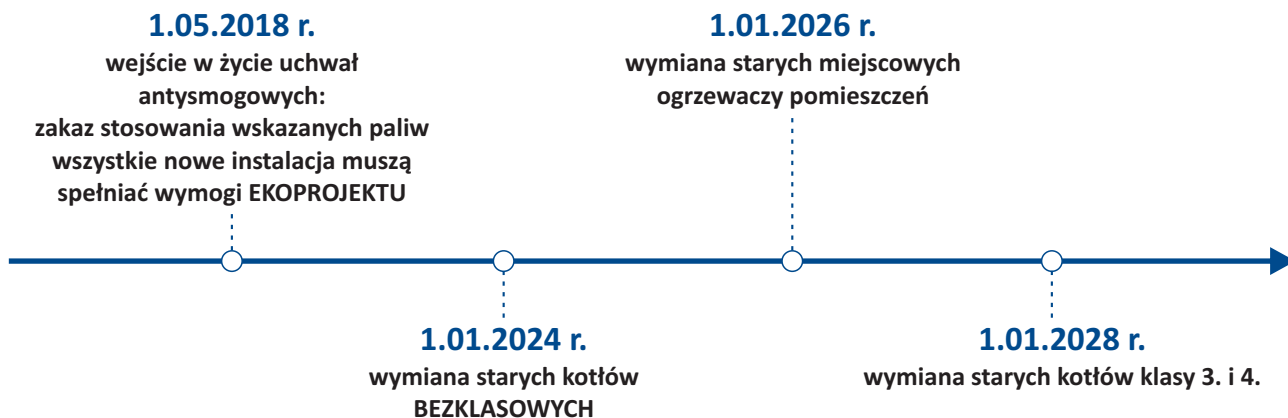 1.05.2018 r.
wejście w życie uchwał
antysmogowych:
zakaz stosowania wskazanych paliw
wszystkie nowe instalacja muszą
spełniać wymogi EKOPROJEKTU
1.01.2024 r.
wymiana starych kotłów
BEZKLASOWYCH
1.01.2026 r.
wymiana starych miejscowych
ogrzewaczy pomieszczeń
1.01.2028 r.
wymiana starych kotłów klasy 3. i 4.